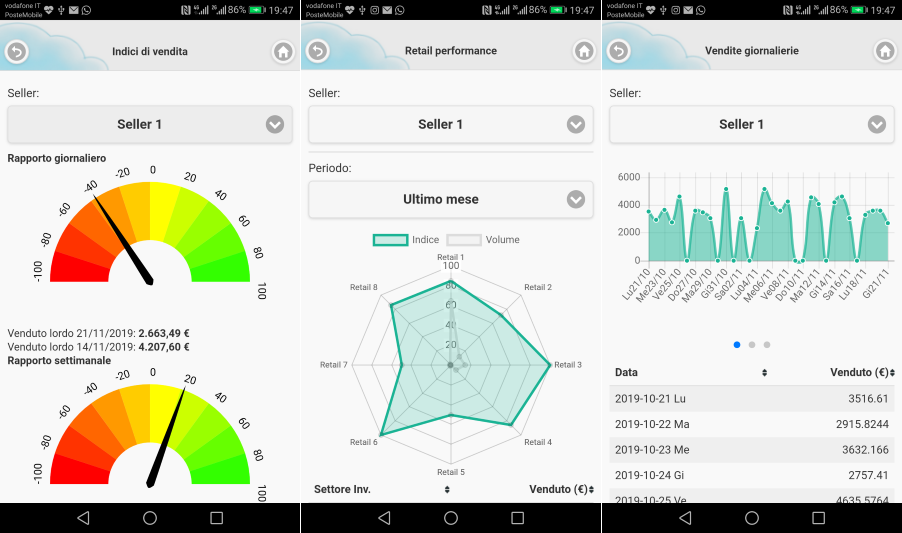 vodafone IT
PosteMobile
86%
19:47
Indici di vendita
Seller:
Seller 1
Rapporto giornaliero
-100
-80
-60
-40
-20
0
20
40
60
80
100
Venduto lordo 21/11/2019: 2.663,49 €
Venduto lordo 14/11/2019: 4.207,60 €
Rapporto settimanale
-100
-80
-60
-40
-20
0
20
40
60
80
100
vodafone IT
PosteMobile
86%
19:47
Retail performance
Seller:
Seller 1
Periodo:
Ultimo mese
Indice Volume
Retail 1
100
80
60
40
20
Retail 2
Retail 3
Retail 4
Retail 5
Retail 6
Retail 7
Retail 8
Settore Inv. Venduto (€)
vodafone IT
PosteMobile
86%
19:47
Vendite giornalierie
Seller:
Seller 1
6000
4000
2000
0
Lu21/10
Me23/10
Ve25/10
Do27/10
Ma29/10
Gi31/10
Sa02/11
Lu04/11
Me06/11
Ve08/11
Do10/11
Ma12/11
Gi14/11
Sa16/11
Lu18/11
Gi21/11
Data Venduto (€)
2019-10-21 Lu 3516.61
2019-10-22 Ma 2915.8244
2019-10-23 Me 3632.166
2019-10-24 Gi 2757.41
2019-10-25 Ve 4635.5764